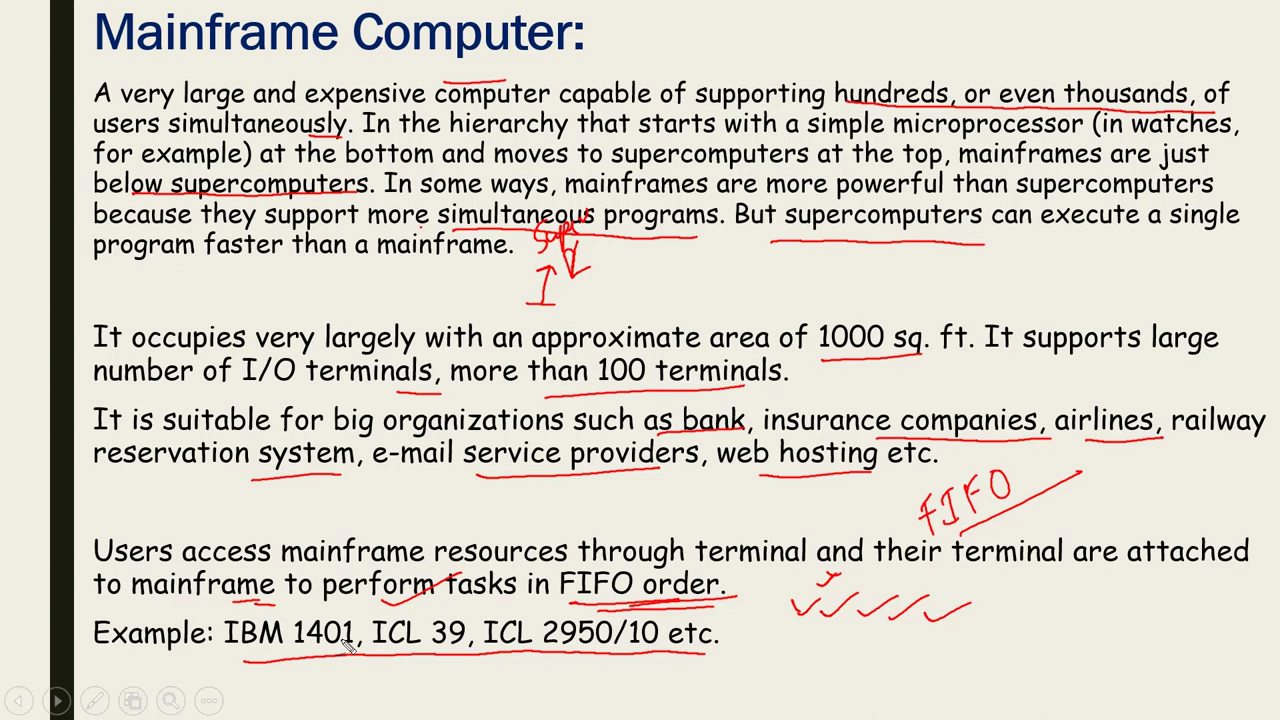 Mainframe Computer:
A very large and expensive computer capable of supporting hundreds, or even thousands, of
users simultaneously. In the hierarchy that starts with a simple microprocessor (in watches,
for example) at the bottom and moves to supercomputers at the top, mainframes are just
below supercomputers. In some ways, mainframes are more powerful than supercomputers
because they support more simultaneous programs. But supercomputers can execute a single
program faster than a mainframe.
Super
It occupies very largely with an approximate area of 1000 sq. ft. It supports large
number of I/O terminals, more than 100 terminals.
It is suitable for big organizations such as bank, insurance companies, airlines, railway
reservation system, e-mail service providers, web hosting etc.
FIFO
Users access mainframe resources through terminal and their terminal are attached
to mainframe to perform tasks in FIFO order.
Example: IBM 1401, ICL 39, ICL 2950/10 etc.